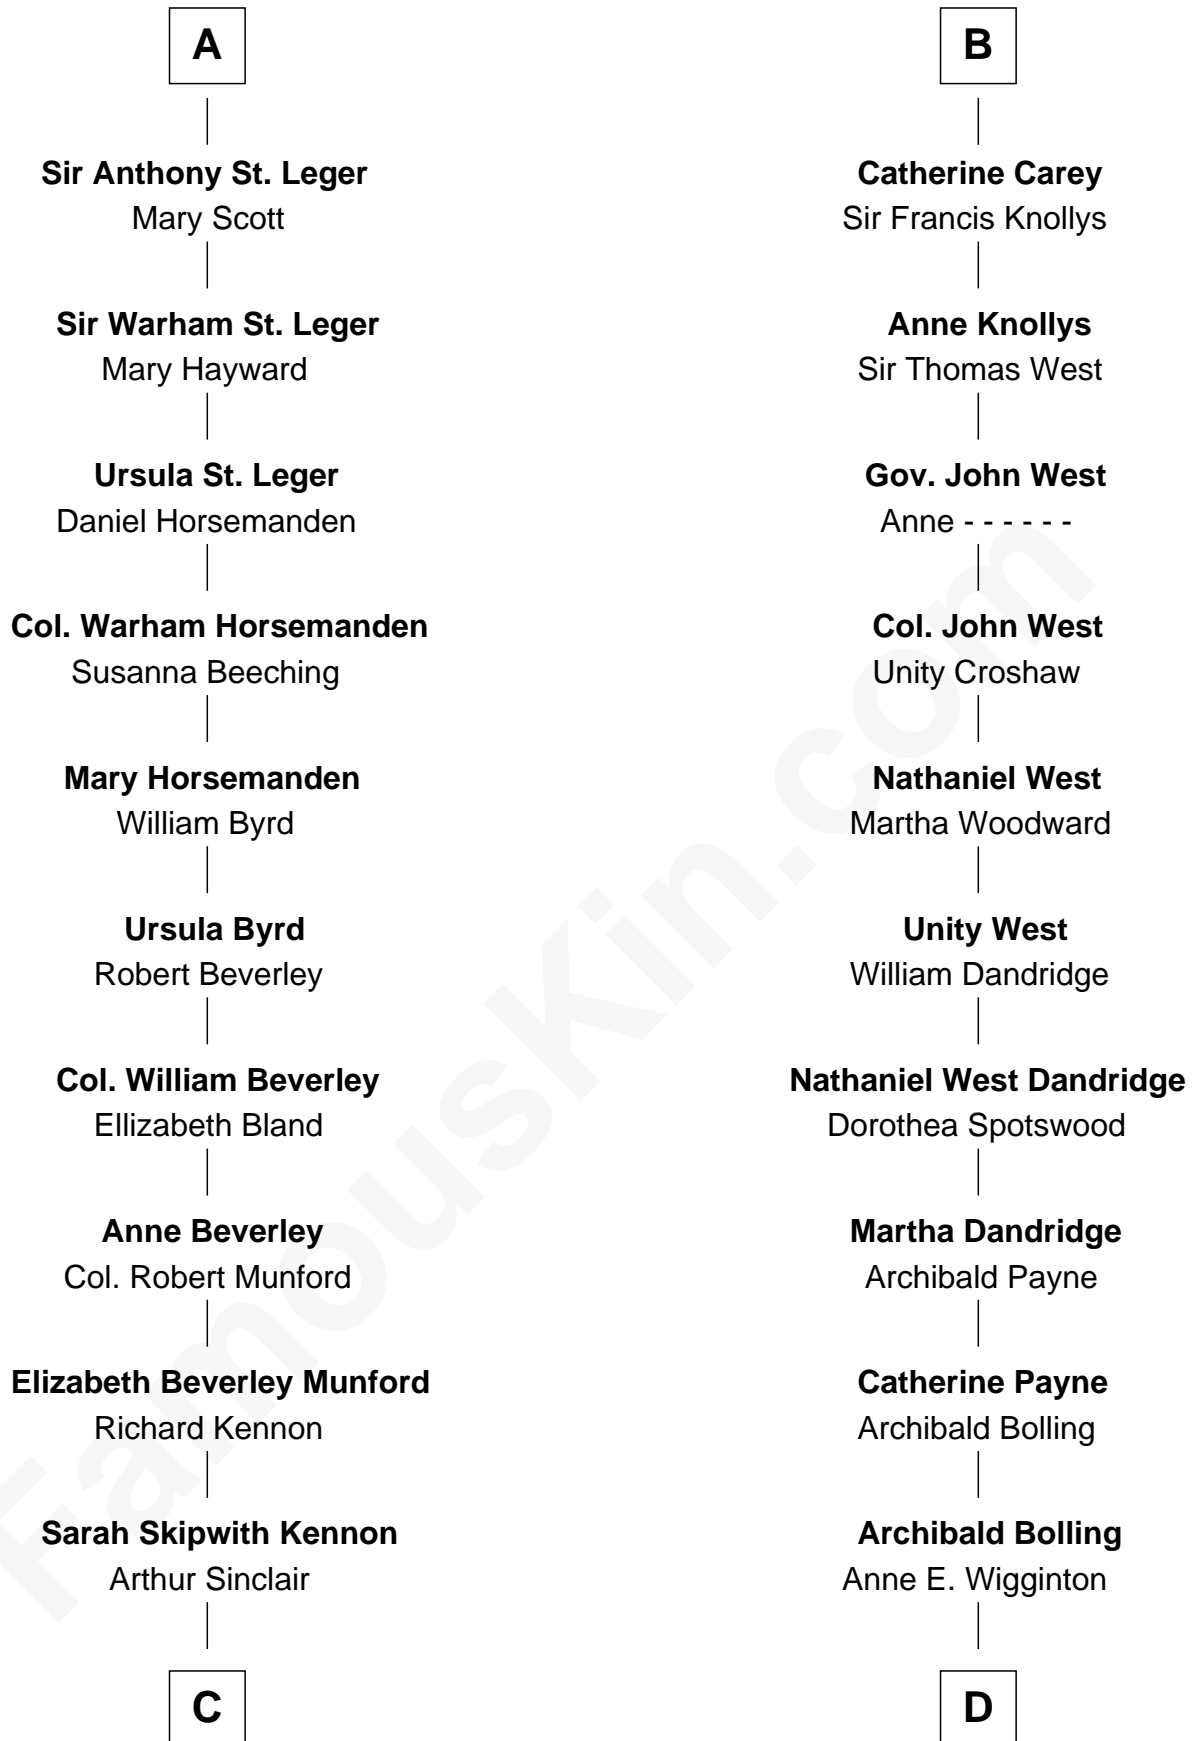 A
Sir Anthony St. Leger
Mary Scott
Sir Warham St. Leger
Mary Hayward
Ursula St. Leger
Daniel Horsemanden
Col. Warham Horsemanden
Susanna Beeching
Mary Horsemanden
William Byrd
Ursula Byrd
Robert Beverley
Col. William Beverley
Ellizabeth Bland
Anne Beverley
Col. Robert Munford
Elizabeth Beverley Munford
Richard Kennon
Sarah Skipwith Kennon
Arthur Sinclair
C
B
Catherine Carey
Sir Francis Knollys
Anne Knollys
Sir Thomas West
Gov. John West
Anne - - - - - -
Col. John West
Unity Croshaw
Nathaniel West
Martha Woodward
Unity West
William Dandridge
Nathaniel West Dandridge
Dorothea Spotswood
Martha Dandridge
Archibald Payne
Catherine Payne
Archibald Bolling
Archibald Bolling
Anne E. Wigginton
D
FamousKin.com